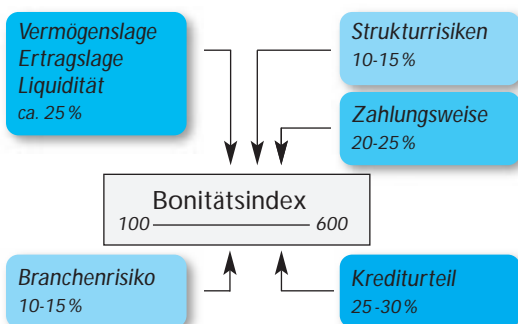 Vermögenslage
Ertragslage
Liquidität
ca. 25 %
Strukturrisiken
10-15 %
Zahlungsweise
20-25 %
Bonitätsindex
100 600
Branchenrisiko
10-15 %
Krediturteil
25-30 %